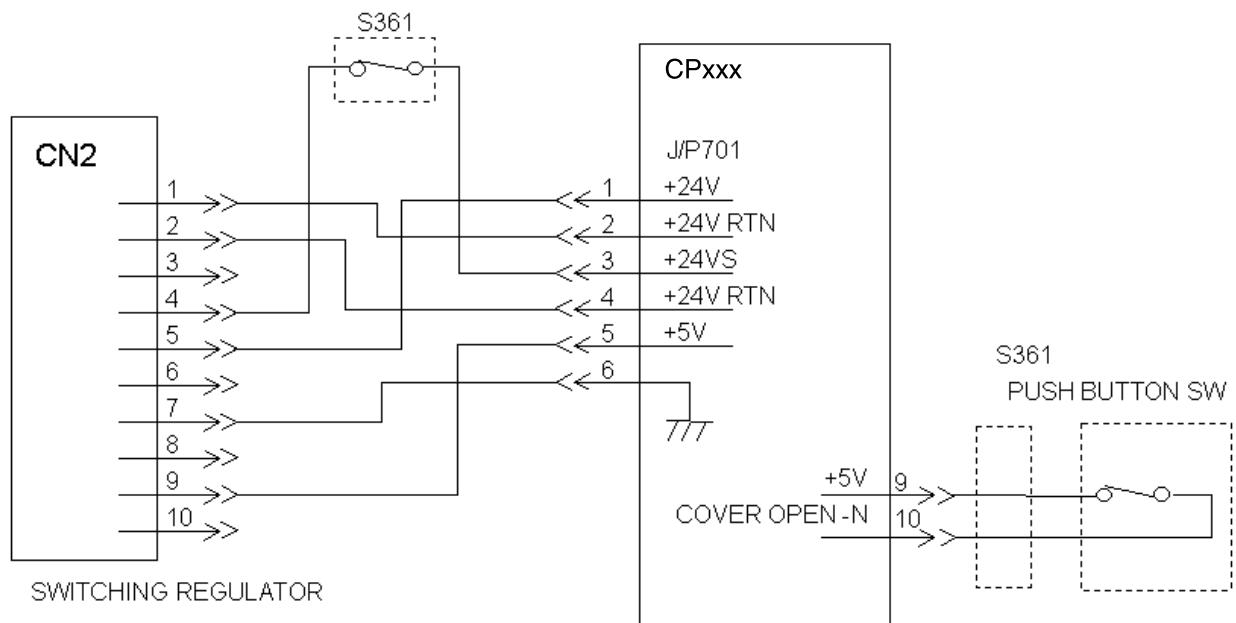 S361
CN2
1
2
3
4
5
6
7
8
9
10
SWITCHING REGULATOR
CPxxx
J/P701
1 +24V
2 +24V RTN
3 +24VS
4 +24V RTN
5 +5V
6
+5V 9
COVER OPEN -N 10
S361
PUSH BUTTON SW